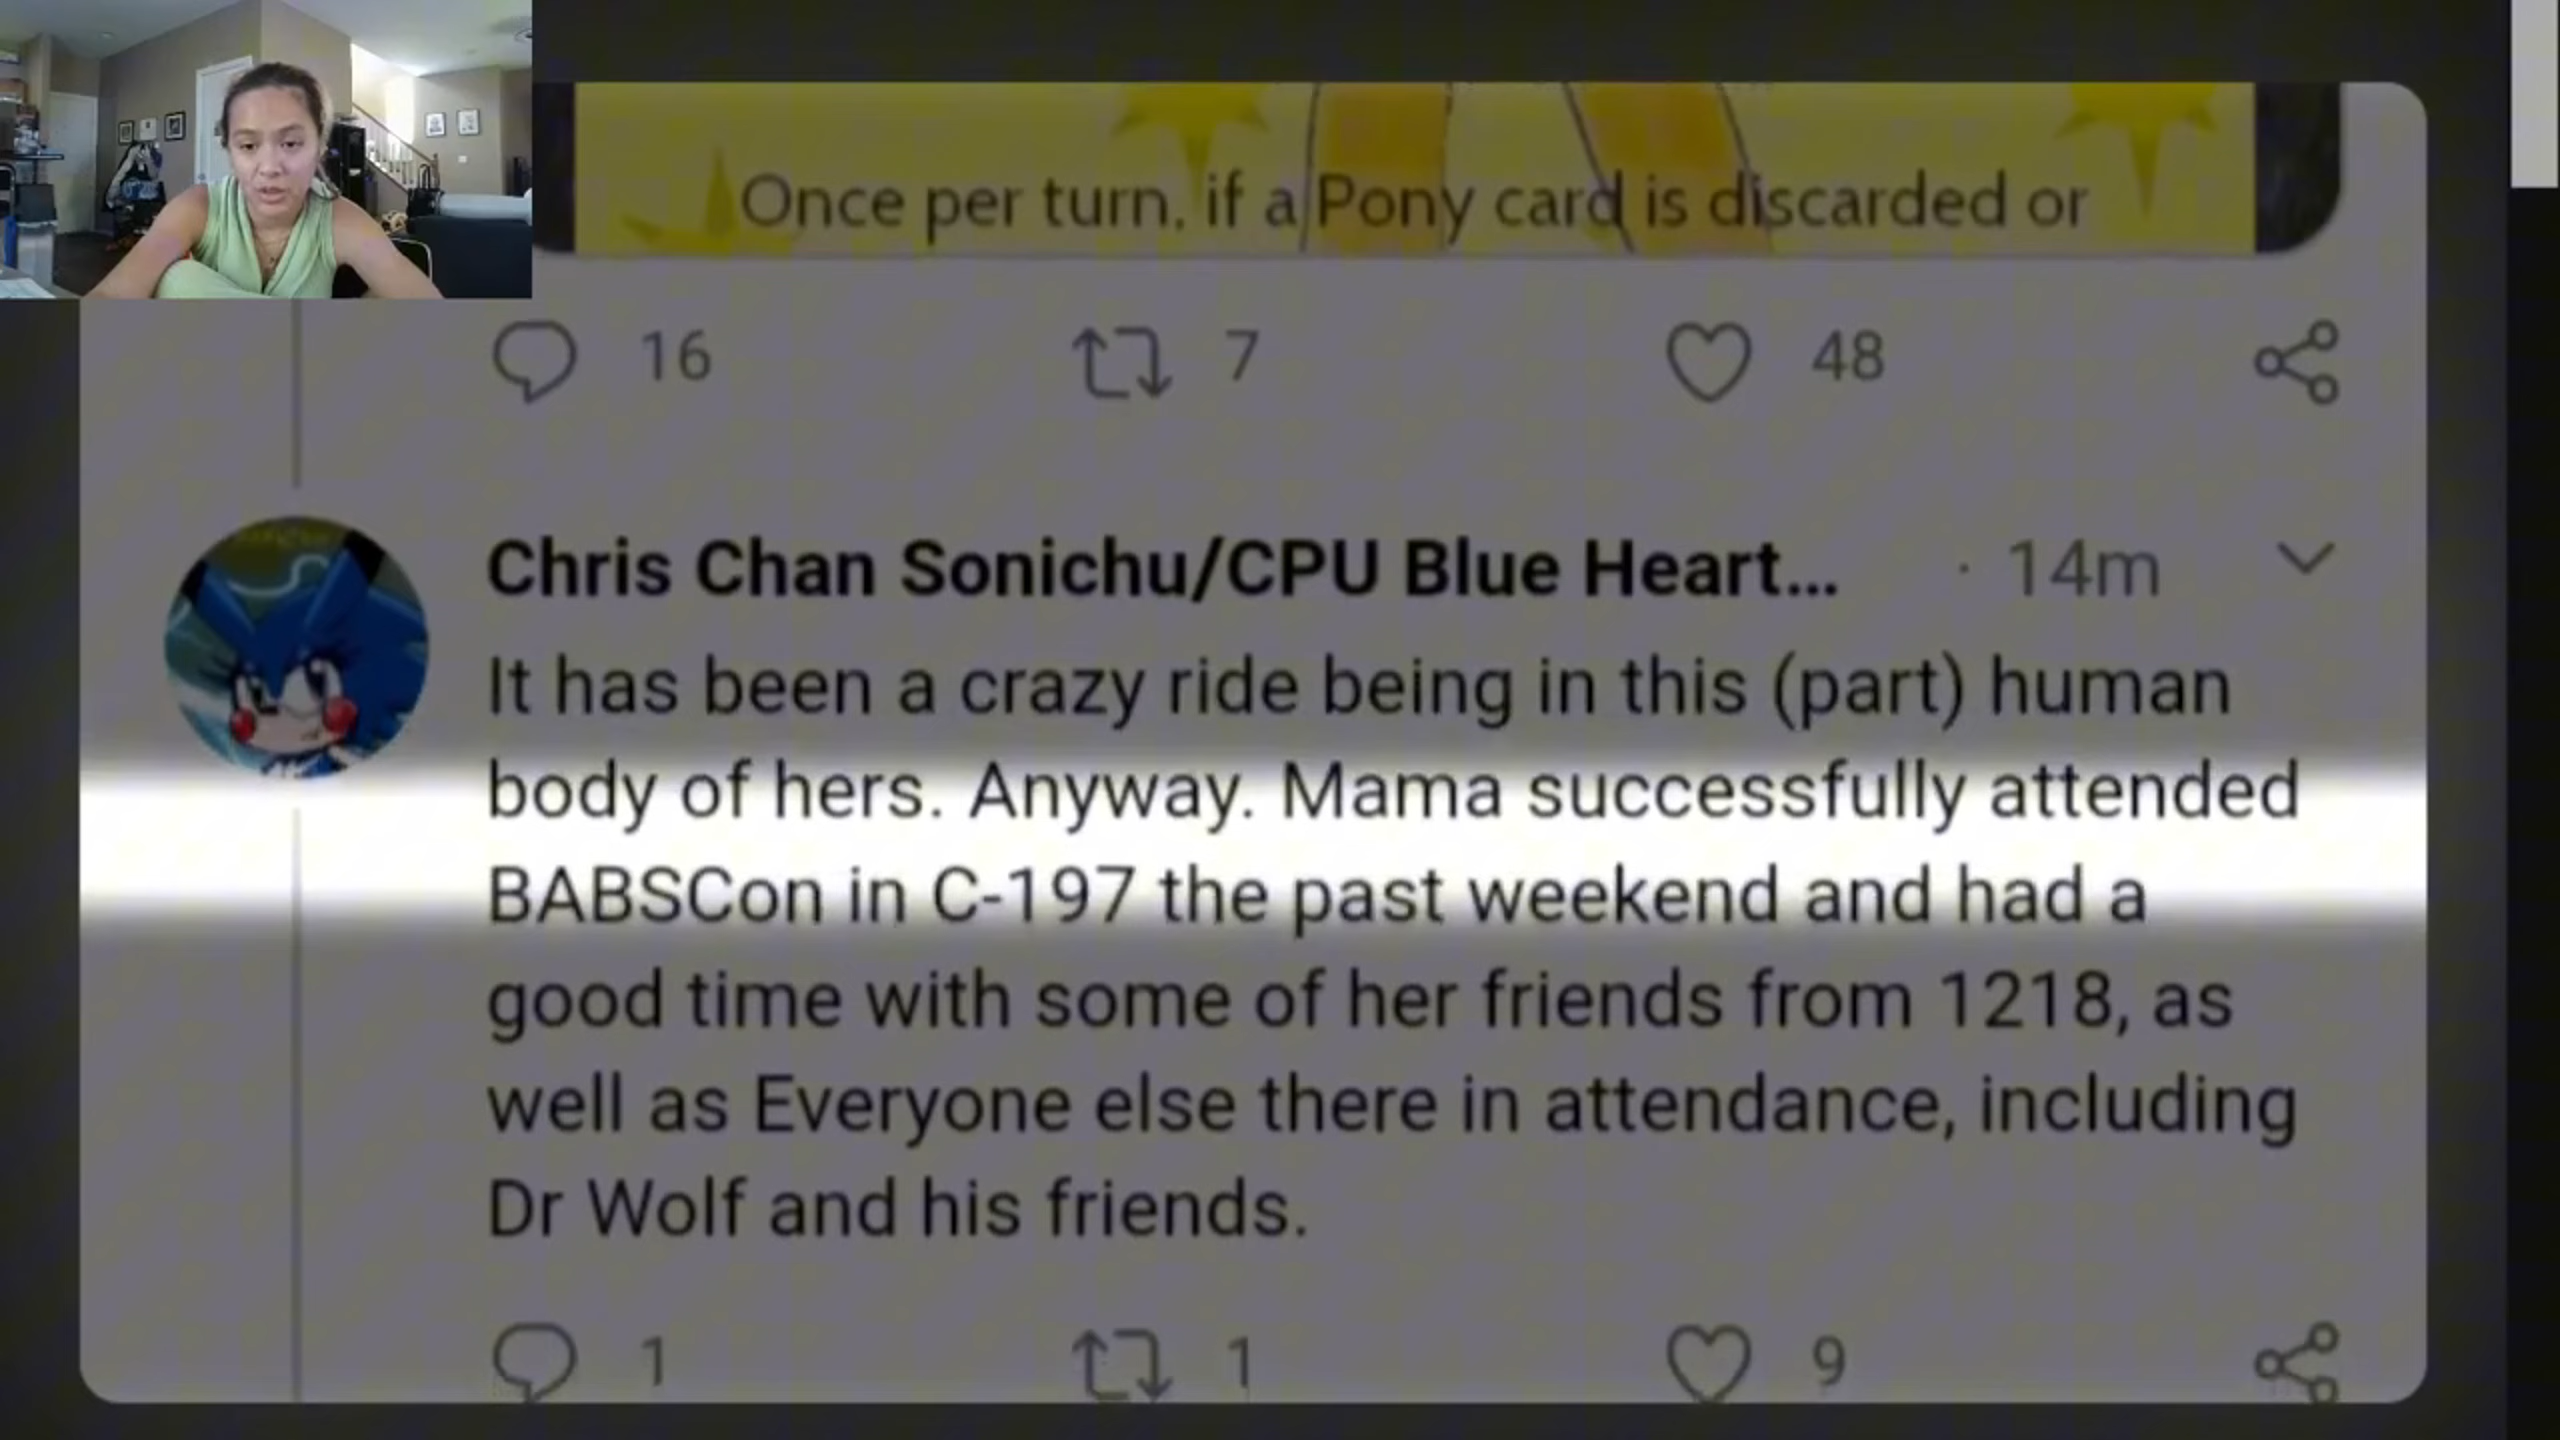 Once per turn, if a Pony card is discarded or
16 7 48
Chris Chan Sonichu/CPU Blue Heart... · 14m
It has been a crazy ride being in this (part) human
body of hers. Anyway. Mama successfully attended
BABSCon in C-197 the past weekend and had a
good time with some of her friends from 1218, as
well as Everyone else there in attendance, including
Dr Wolf and his friends.
1 1 9